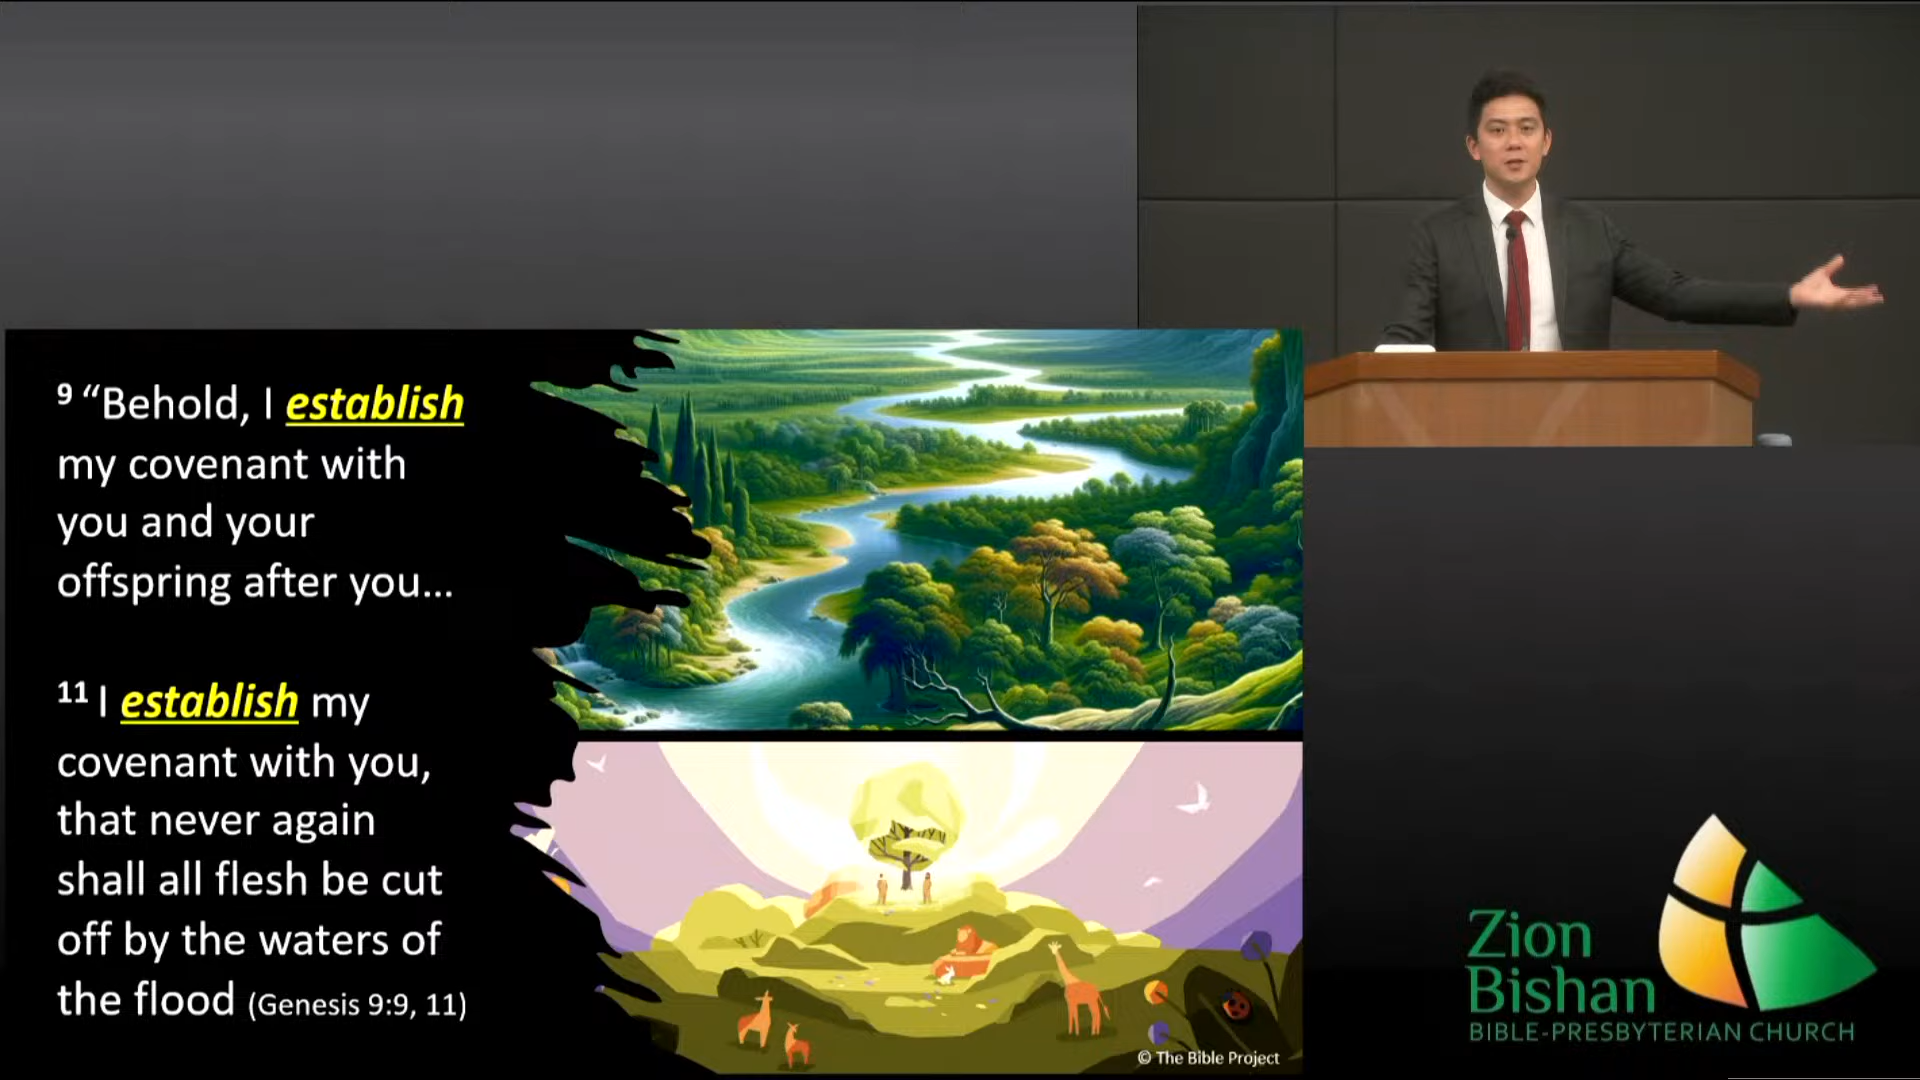 9 “Behold, I establish
my covenant with
you and your
offspring after you...
11 I establish my
covenant with you,
that never again
shall all flesh be cut
off by the waters of
the flood (Genesis 9:9, 11)
© The Bible Project
Zion
Bishan
BIBLE-PRESBYTERIAN CHURCH